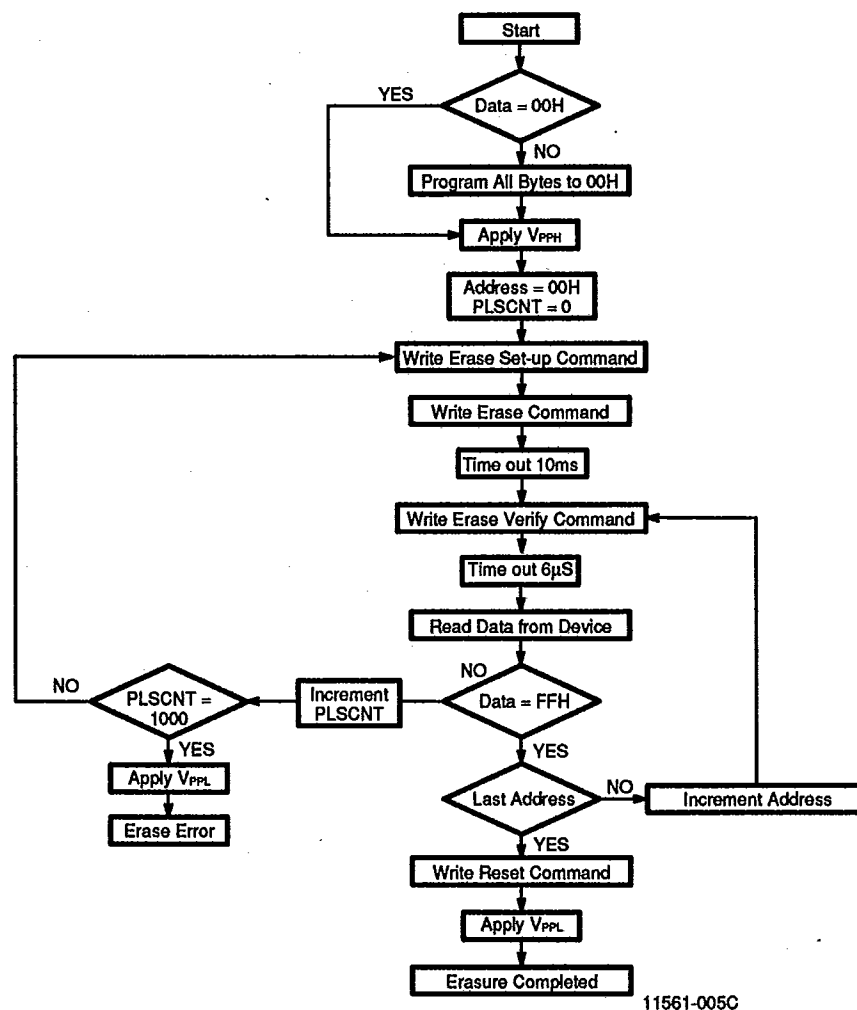 Start
Data = 00H
YES
NO
Program All Bytes to 00H
Apply VPPH
Address = 00H
PLSCNT = 0
Write Erase Set-up Command
Write Erase Command
Time out 10ms
Write Erase Verify Command
Time out 6µS
Read Data from Device
Data = FFH
NO
YES
Increment
PLSCNT
PLSCNT =
1000
NO
YES
Apply VPPL
Erase Error
Last Address
NO
Increment Address
YES
Write Reset Command
Apply VPPL
Erasure Completed
11561-005C